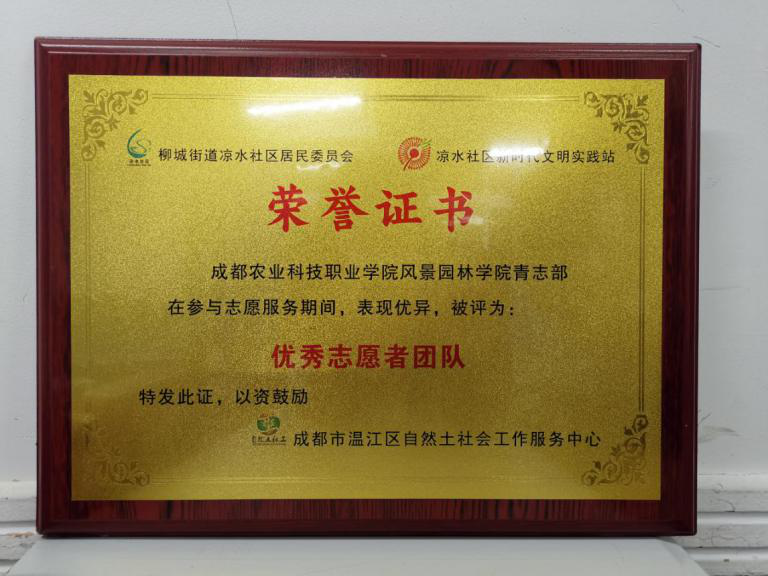 柳城街道凉水社区居民委员会 凉水社区新时代文明实践站
荣誉证书
成都农业科技职业学院风景园林学院青志部
在参与志愿服务期间，表现优异，被评为：
优秀志愿者团队
特发此证，以资鼓励
成都市温江区自然土社会工作服务中心